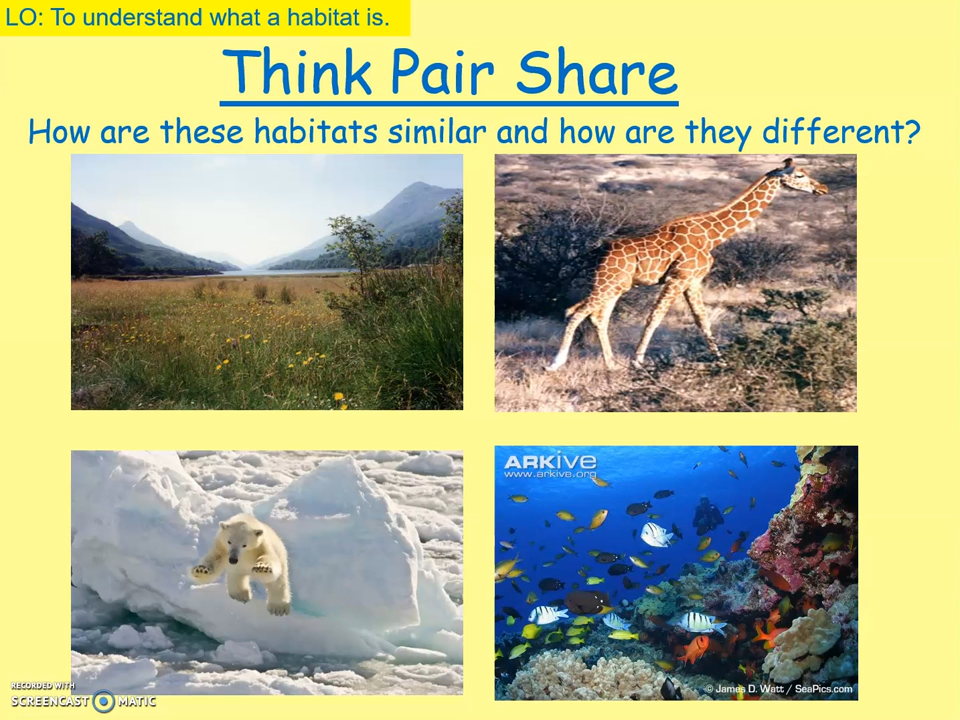 LO: To understand what a habitat is.
Think Pair Share
How are these habitats similar and how are they different?
ARKive
www.arkive.org
© James D. Watt / SeaPics.com
RECORDED WITH
SCREENCAST MATIC